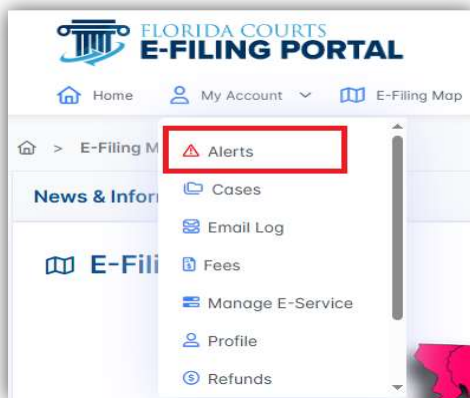 FLORIDA COURTS
E-FILING PORTAL
Home My Account E-Filing Map
> E-Filing M
Alerts
News & Infor
Cases
Email Log
E-Fili
Fees
Manage E-Service
Profile
Refunds